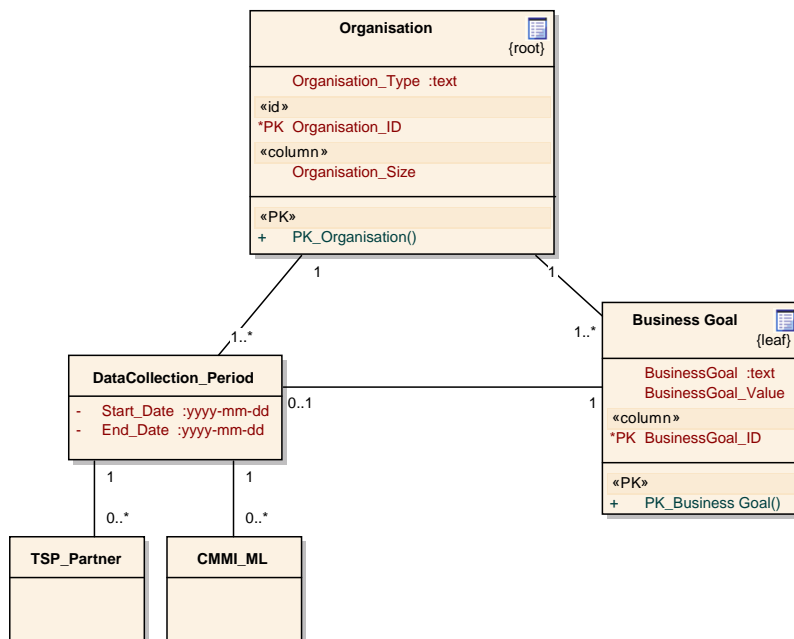 Organisation
{root}
Organisation_Type :text
«id»
*PK Organisation_ID
«column»
Organisation_Size
«PK»
+ PK_Organisation()
1
1
1..*
1..*
Business Goal
{leaf}
BusinessGoal :text
BusinessGoal_Value
«column»
*PK BusinessGoal_ID
«PK»
+ PK_Business Goal()
DataCollection_Period
- Start_Date :yyyy-mm-dd
- End_Date :yyyy-mm-dd
0..1
1
1
1
0..*
0..*
TSP_Partner
CMMI_ML